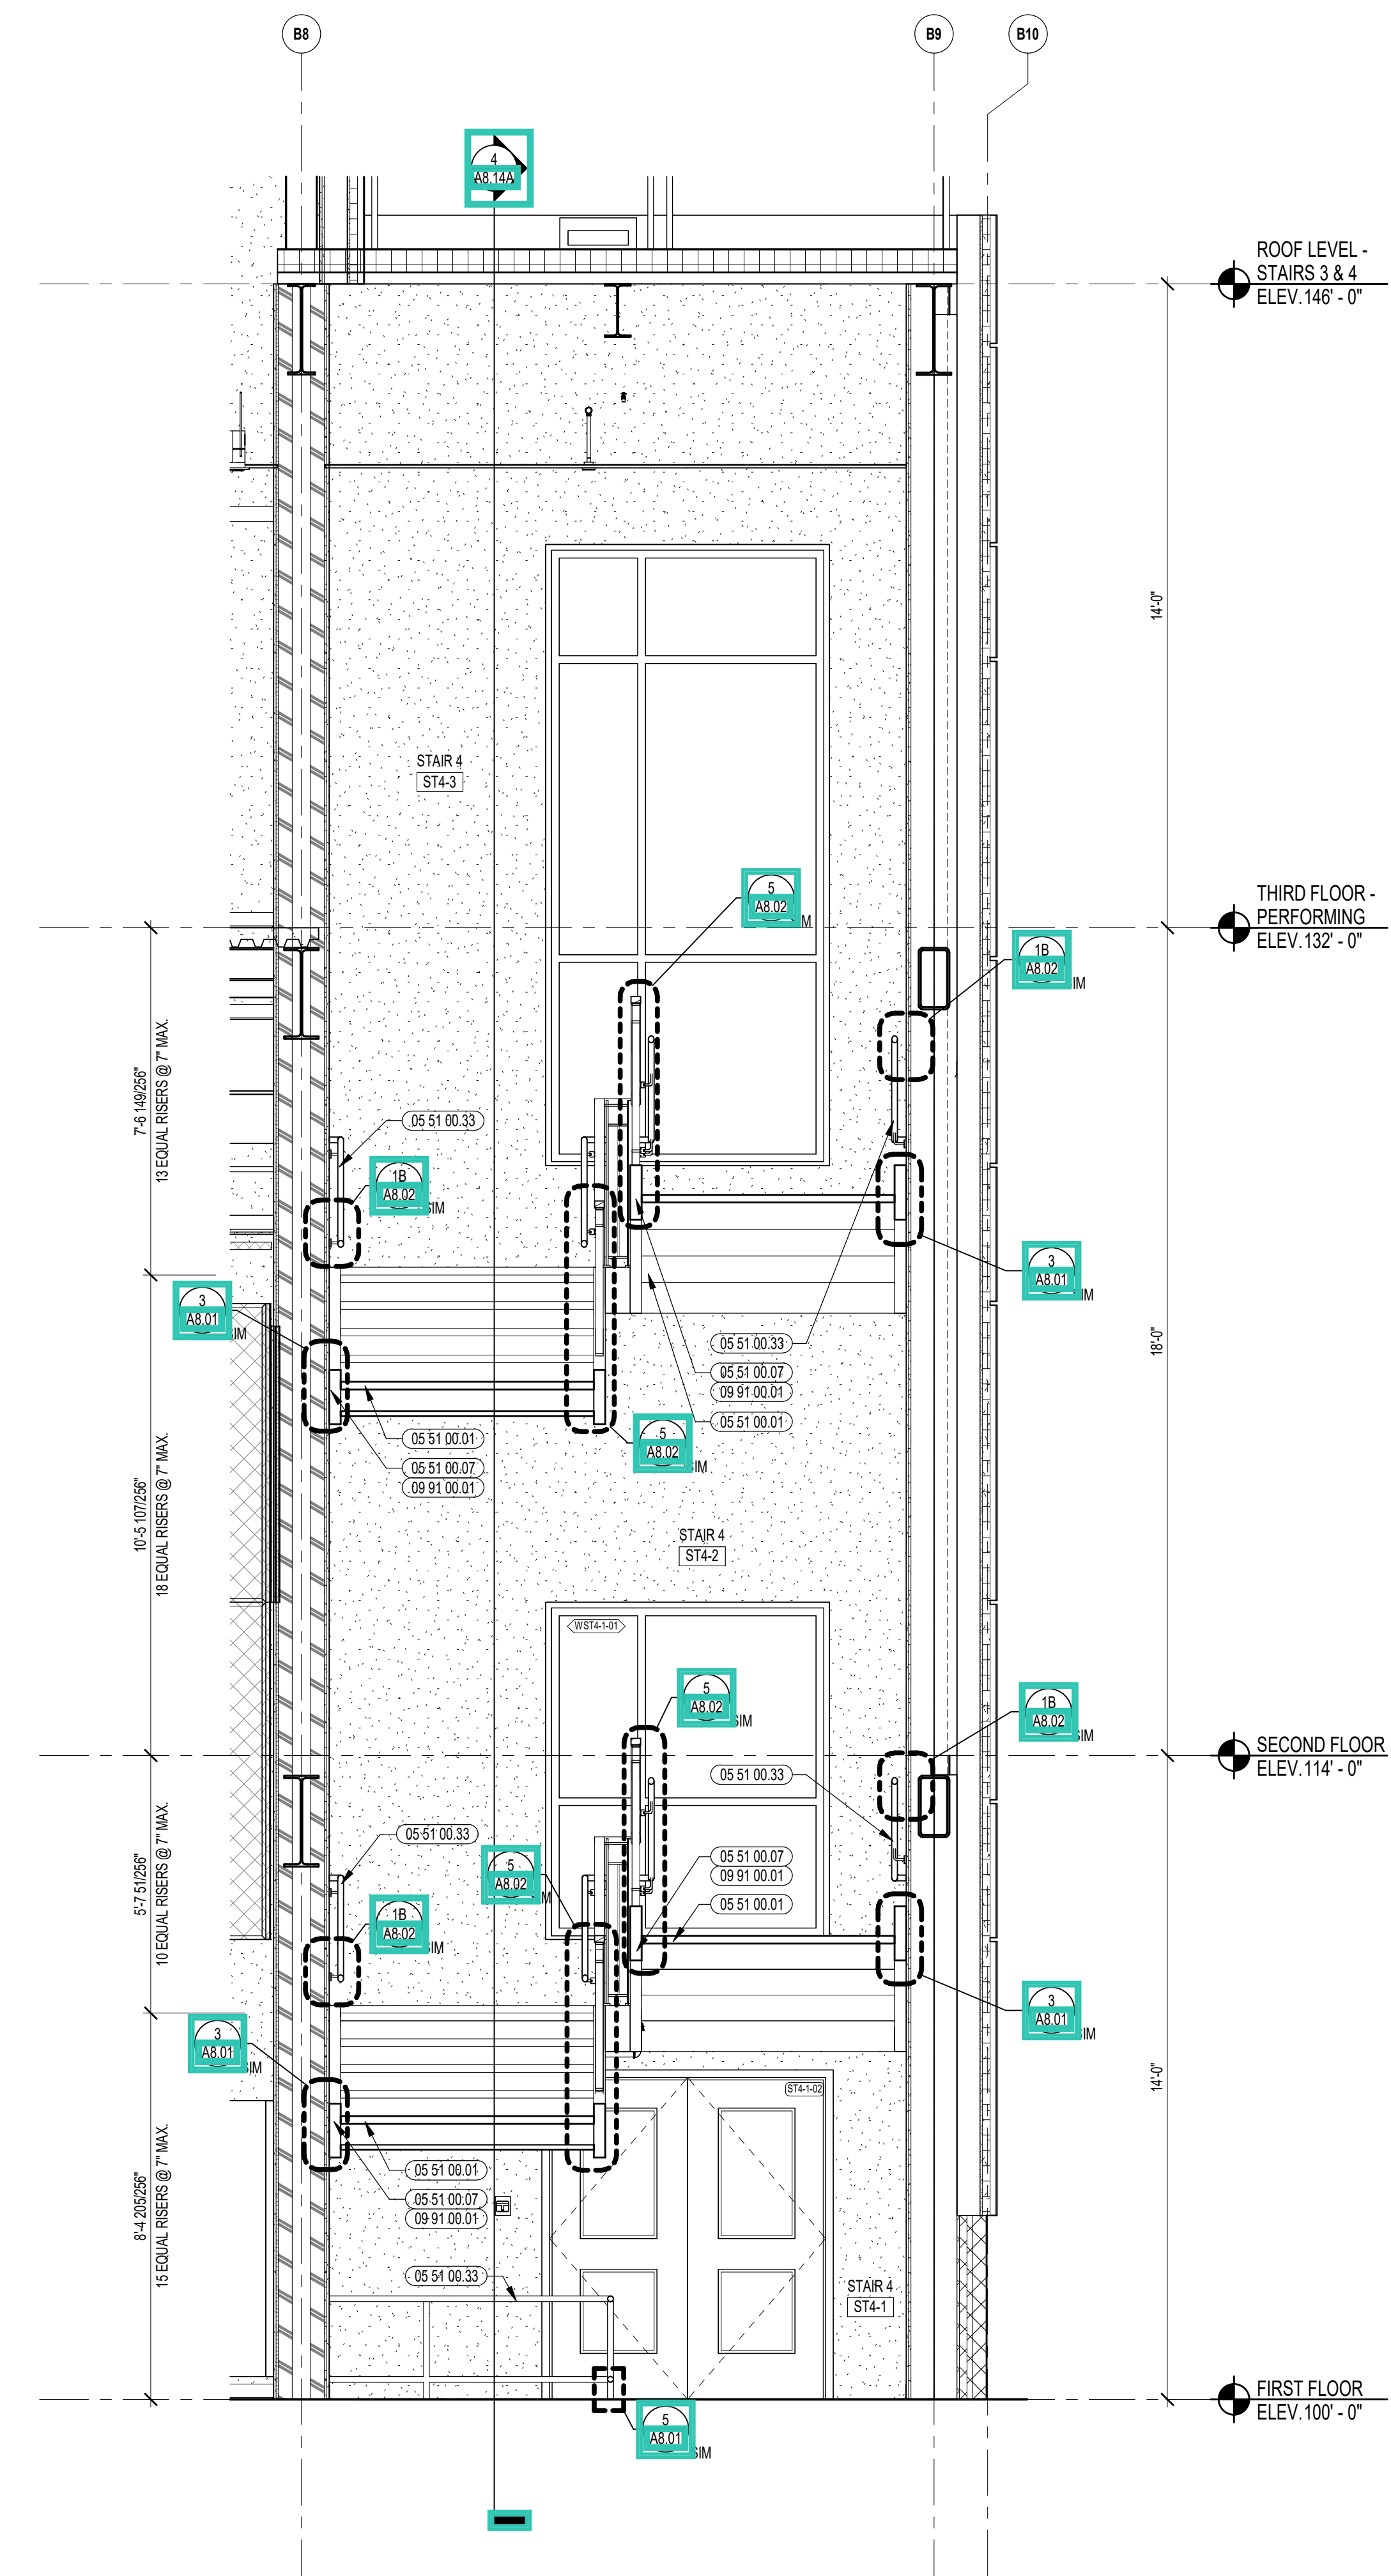 B8
B9
B10
4
A8.14A
ROOF LEVEL -
STAIRS 3 & 4
ELEV. 146' - 0"
14'-0"
STAIR 4
ST4-3
5
A8.02
THIRD FLOOR -
PERFORMING
ELEV. 132' - 0"
1B
A8.02
7'-6 149/256"
13 EQUAL RISERS @ 7" MAX.
05 51 00.33
1B
A8.02
SIM
3
A8.01
3
A8.01
18'-0"
05 51 00.33
05 51 00.07
09 91 00.01
05 51 00.01
05 51 00.01
05 51 00.07
09 91 00.01
5
A8.02
10'-5 107/256"
18 EQUAL RISERS @ 7" MAX.
STAIR 4
ST4-2
WST4-1-01
5
A8.02
SIM
1B
A8.02
SIM
SECOND FLOOR
ELEV. 114' - 0"
05 51 00.33
05 51 00.33
5'-7 51/256"
10 EQUAL RISERS @ 7" MAX.
5
A8.02
05 51 00.07
09 91 00.01
05 51 00.01
1B
A8.02
SIM
3
A8.01
3
A8.01
SIM
14'-0"
ST4-1-02
8'-4 205/256"
15 EQUAL RISERS @ 7" MAX.
05 51 00.01
05 51 00.07
09 91 00.01
05 51 00.33
STAIR 4
ST4-1
5
A8.01
SIM
FIRST FLOOR
ELEV. 100' - 0"